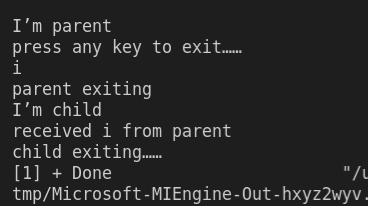 I’m parent
press any key to exit……
i
parent exiting
I’m child
received i from parent
child exiting……
[1] + Done "/u
tmp/Microsoft-MIEngine-Out-hxyz2wyv.